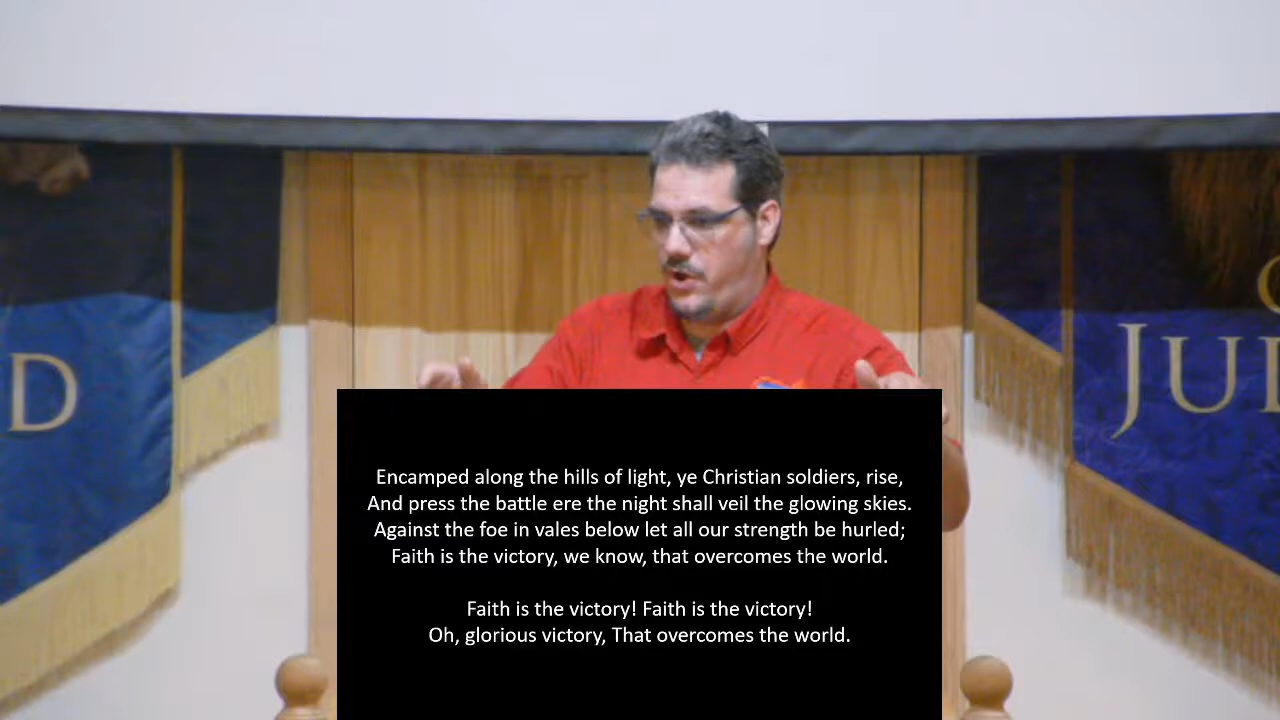 D
JU
Encamped along the hills of light, ye Christian soldiers, rise,
And press the battle ere the night shall veil the glowing skies.
Against the foe in vales below let all our strength be hurled;
Faith is the victory, we know, that overcomes the world.
Faith is the victory! Faith is the victory!
Oh, glorious victory, That overcomes the world.